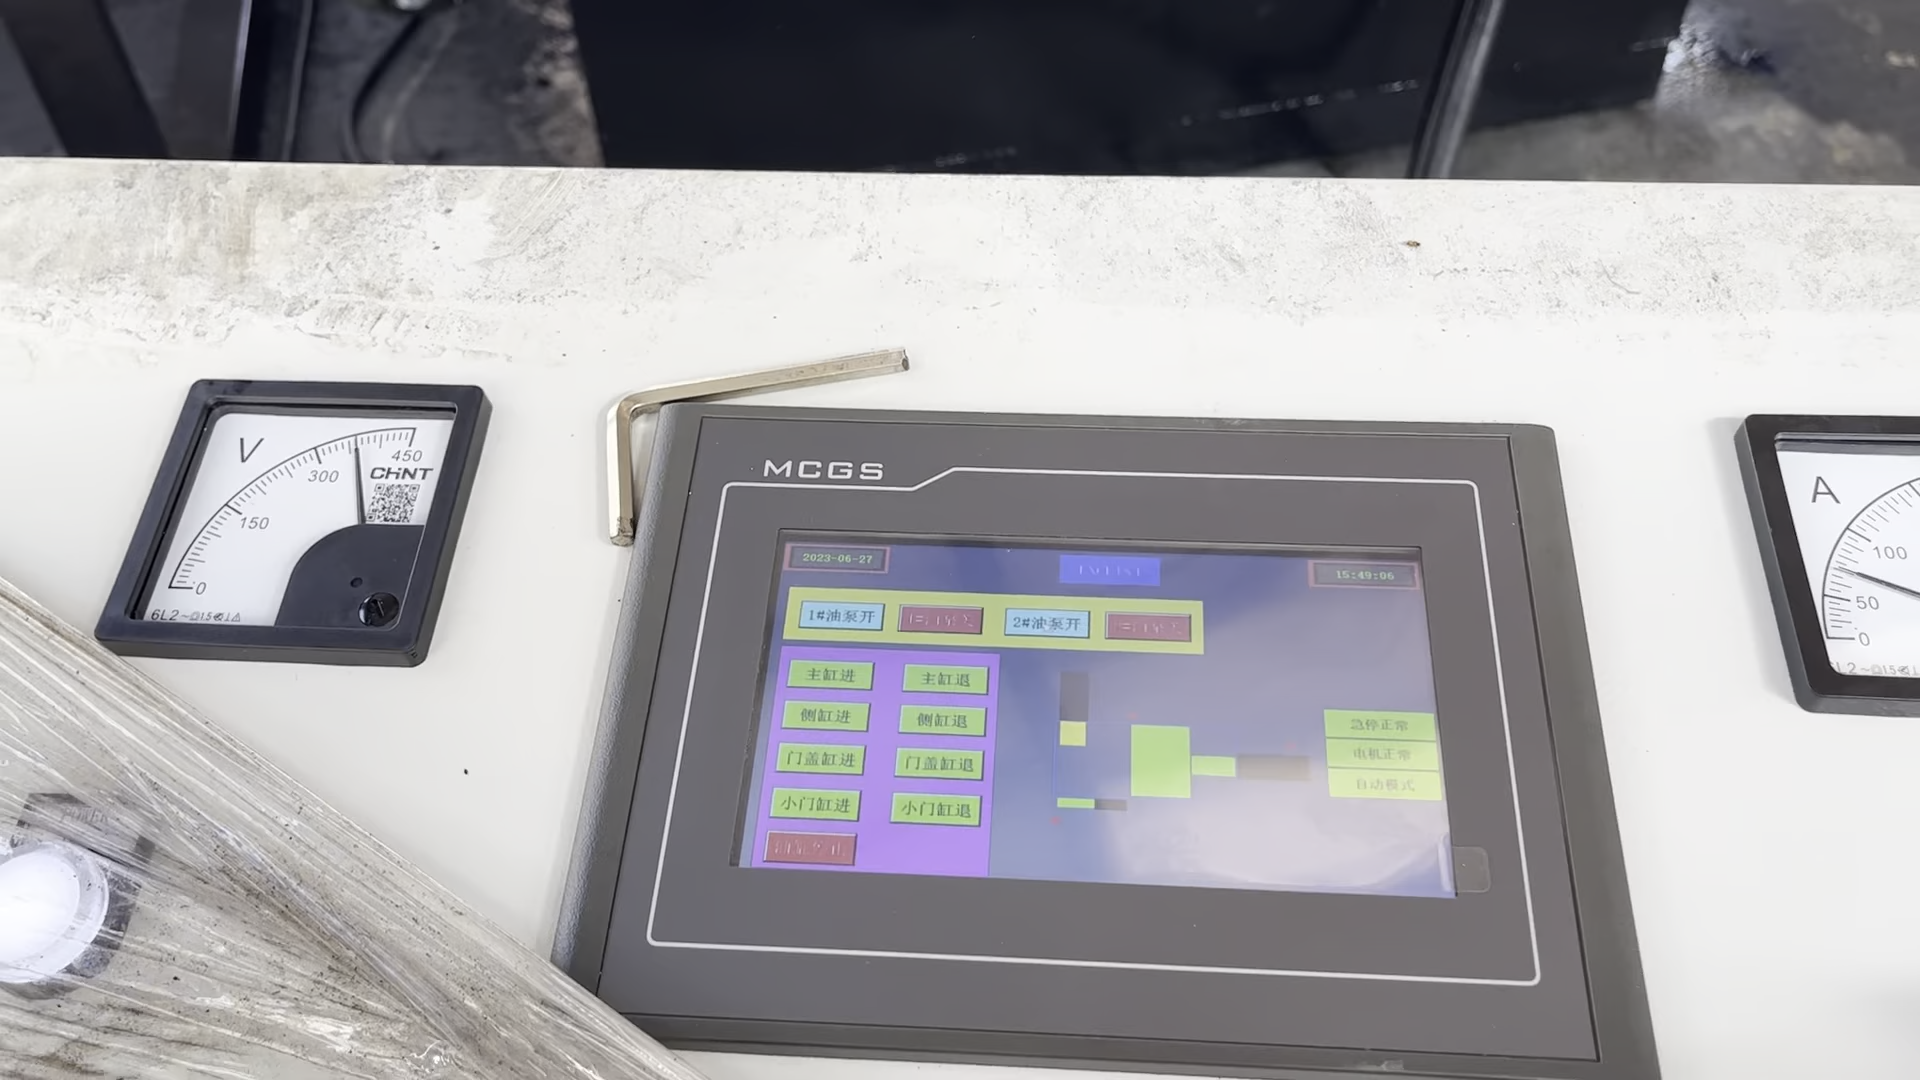 V
450
300
150
0
CHNT
6L2
MCGS
2023-06-27
15:49:06
1#油泵开
2#油泵开
主缸进
主缸退
侧缸进
侧缸退
门盖缸进
门盖缸退
小门缸进
小门缸退
急停正常
电机正常
自动模式
A
100
50
0